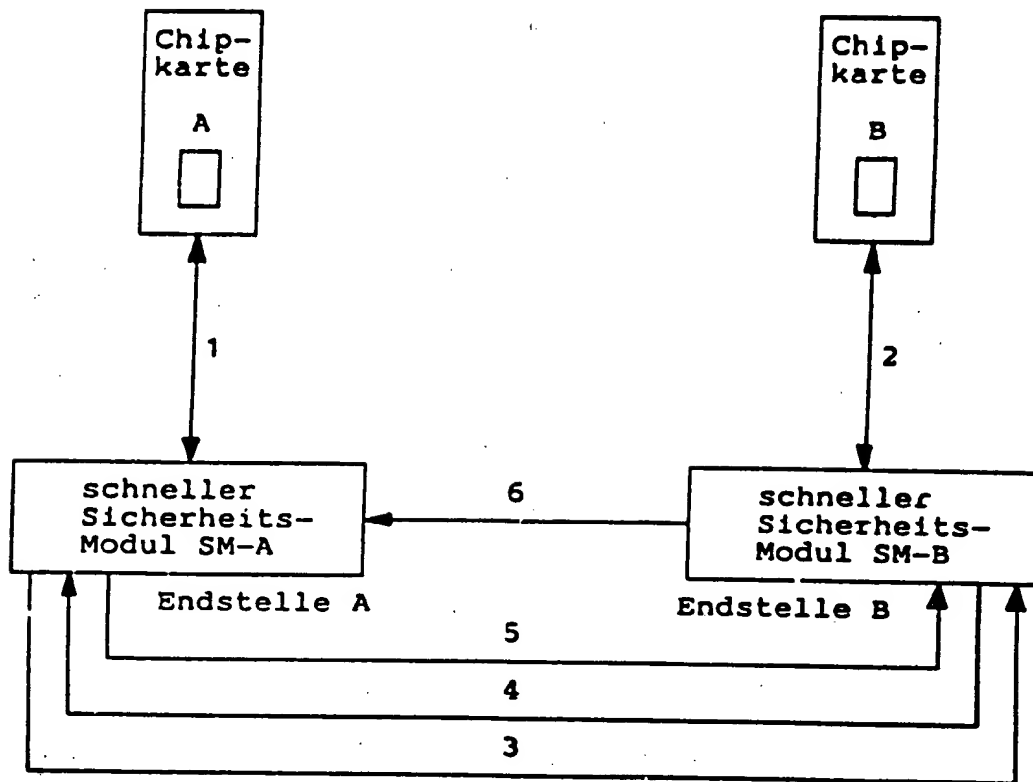 Chip-
karte
A
Chip-
karte
B
1
2
schneller
Sicherheits-
Modul SM-A
6
schneller
Sicherheits-
Modul SM-B
Endstelle A
Endstelle B
5
4
3